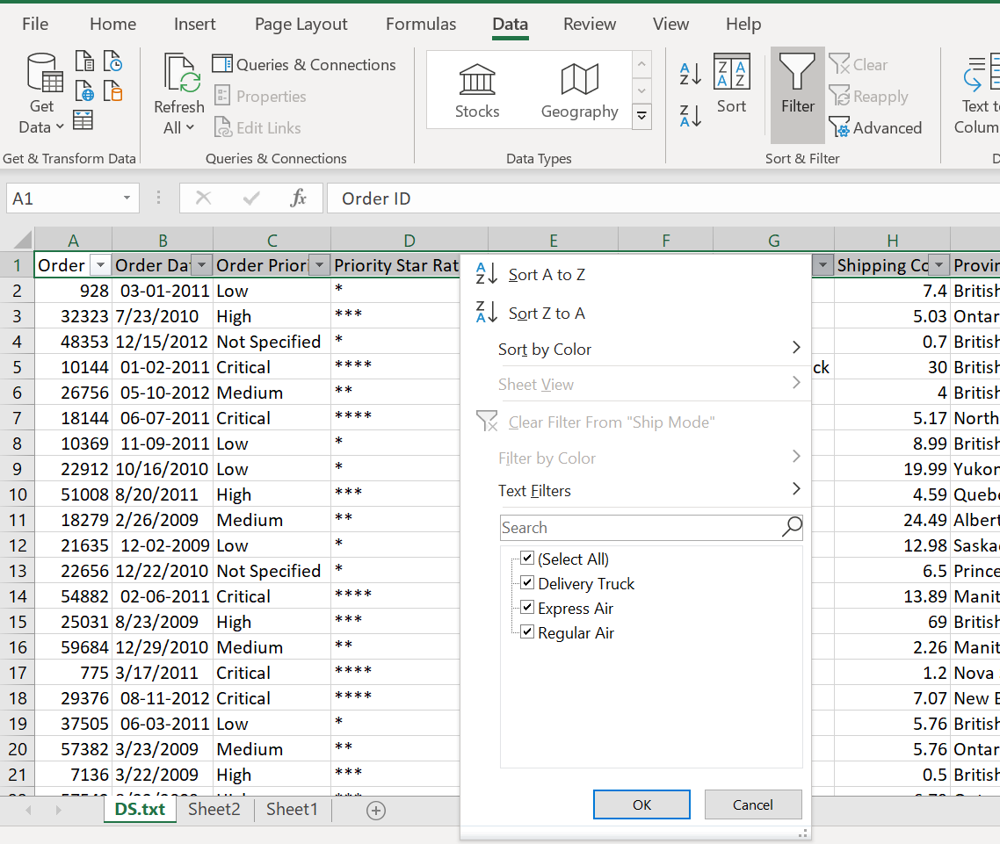 File Home Insert Page Layout Formulas Data Review View Help
Get Data
Refresh All
Queries & Connections
Properties
Edit Links
Stocks Geography
Sort Filter
Clear
Reapply
Advanced
Text
Get & Transform Data Queries & Connections Data Types Sort & Filter
A1 fx Order ID
A B C D E F G H
1 Order Order Dat Order Priori Priority Star Rat Shipping Co Provin
2 928 03-01-2011 Low * 7.4 British
3 32323 7/23/2010 High *** 5.03 Ontar
4 48353 12/15/2012 Not Specified * 0.7 British
5 10144 01-02-2011 Critical **** ck 30 British
6 26756 05-10-2012 Medium ** 4 British
7 18144 06-07-2011 Critical **** 5.17 North
8 10369 11-09-2011 Low * 8.99 British
9 22912 10/16/2010 Low * 19.99 Yukon
10 51008 8/20/2011 High *** 4.59 Quebe
11 18279 2/26/2009 Medium ** 24.49 Albert
12 21635 12-02-2009 Low * 12.98 Saska
13 22656 12/22/2010 Not Specified * 6.5 Prince
14 54882 02-06-2011 Critical **** 13.89 Manit
15 25031 8/23/2009 High *** 69 British
16 59684 12/29/2010 Medium ** 2.26 Manit
17 775 3/17/2011 Critical **** 1.2 Nova
18 29376 08-11-2012 Critical **** 7.07 New
19 37505 06-03-2011 Low * 5.76 British
20 57382 3/23/2009 Medium ** 5.76 Ontar
21 7136 3/22/2009 High *** 0.5 British
Sort A to Z
Sort Z to A
Sort by Color
Sheet View
Clear Filter From "Ship Mode"
Filter by Color
Text Filters
Search
(Select All)
Delivery Truck
Express Air
Regular Air
OK Cancel
DS.txt Sheet2 Sheet1